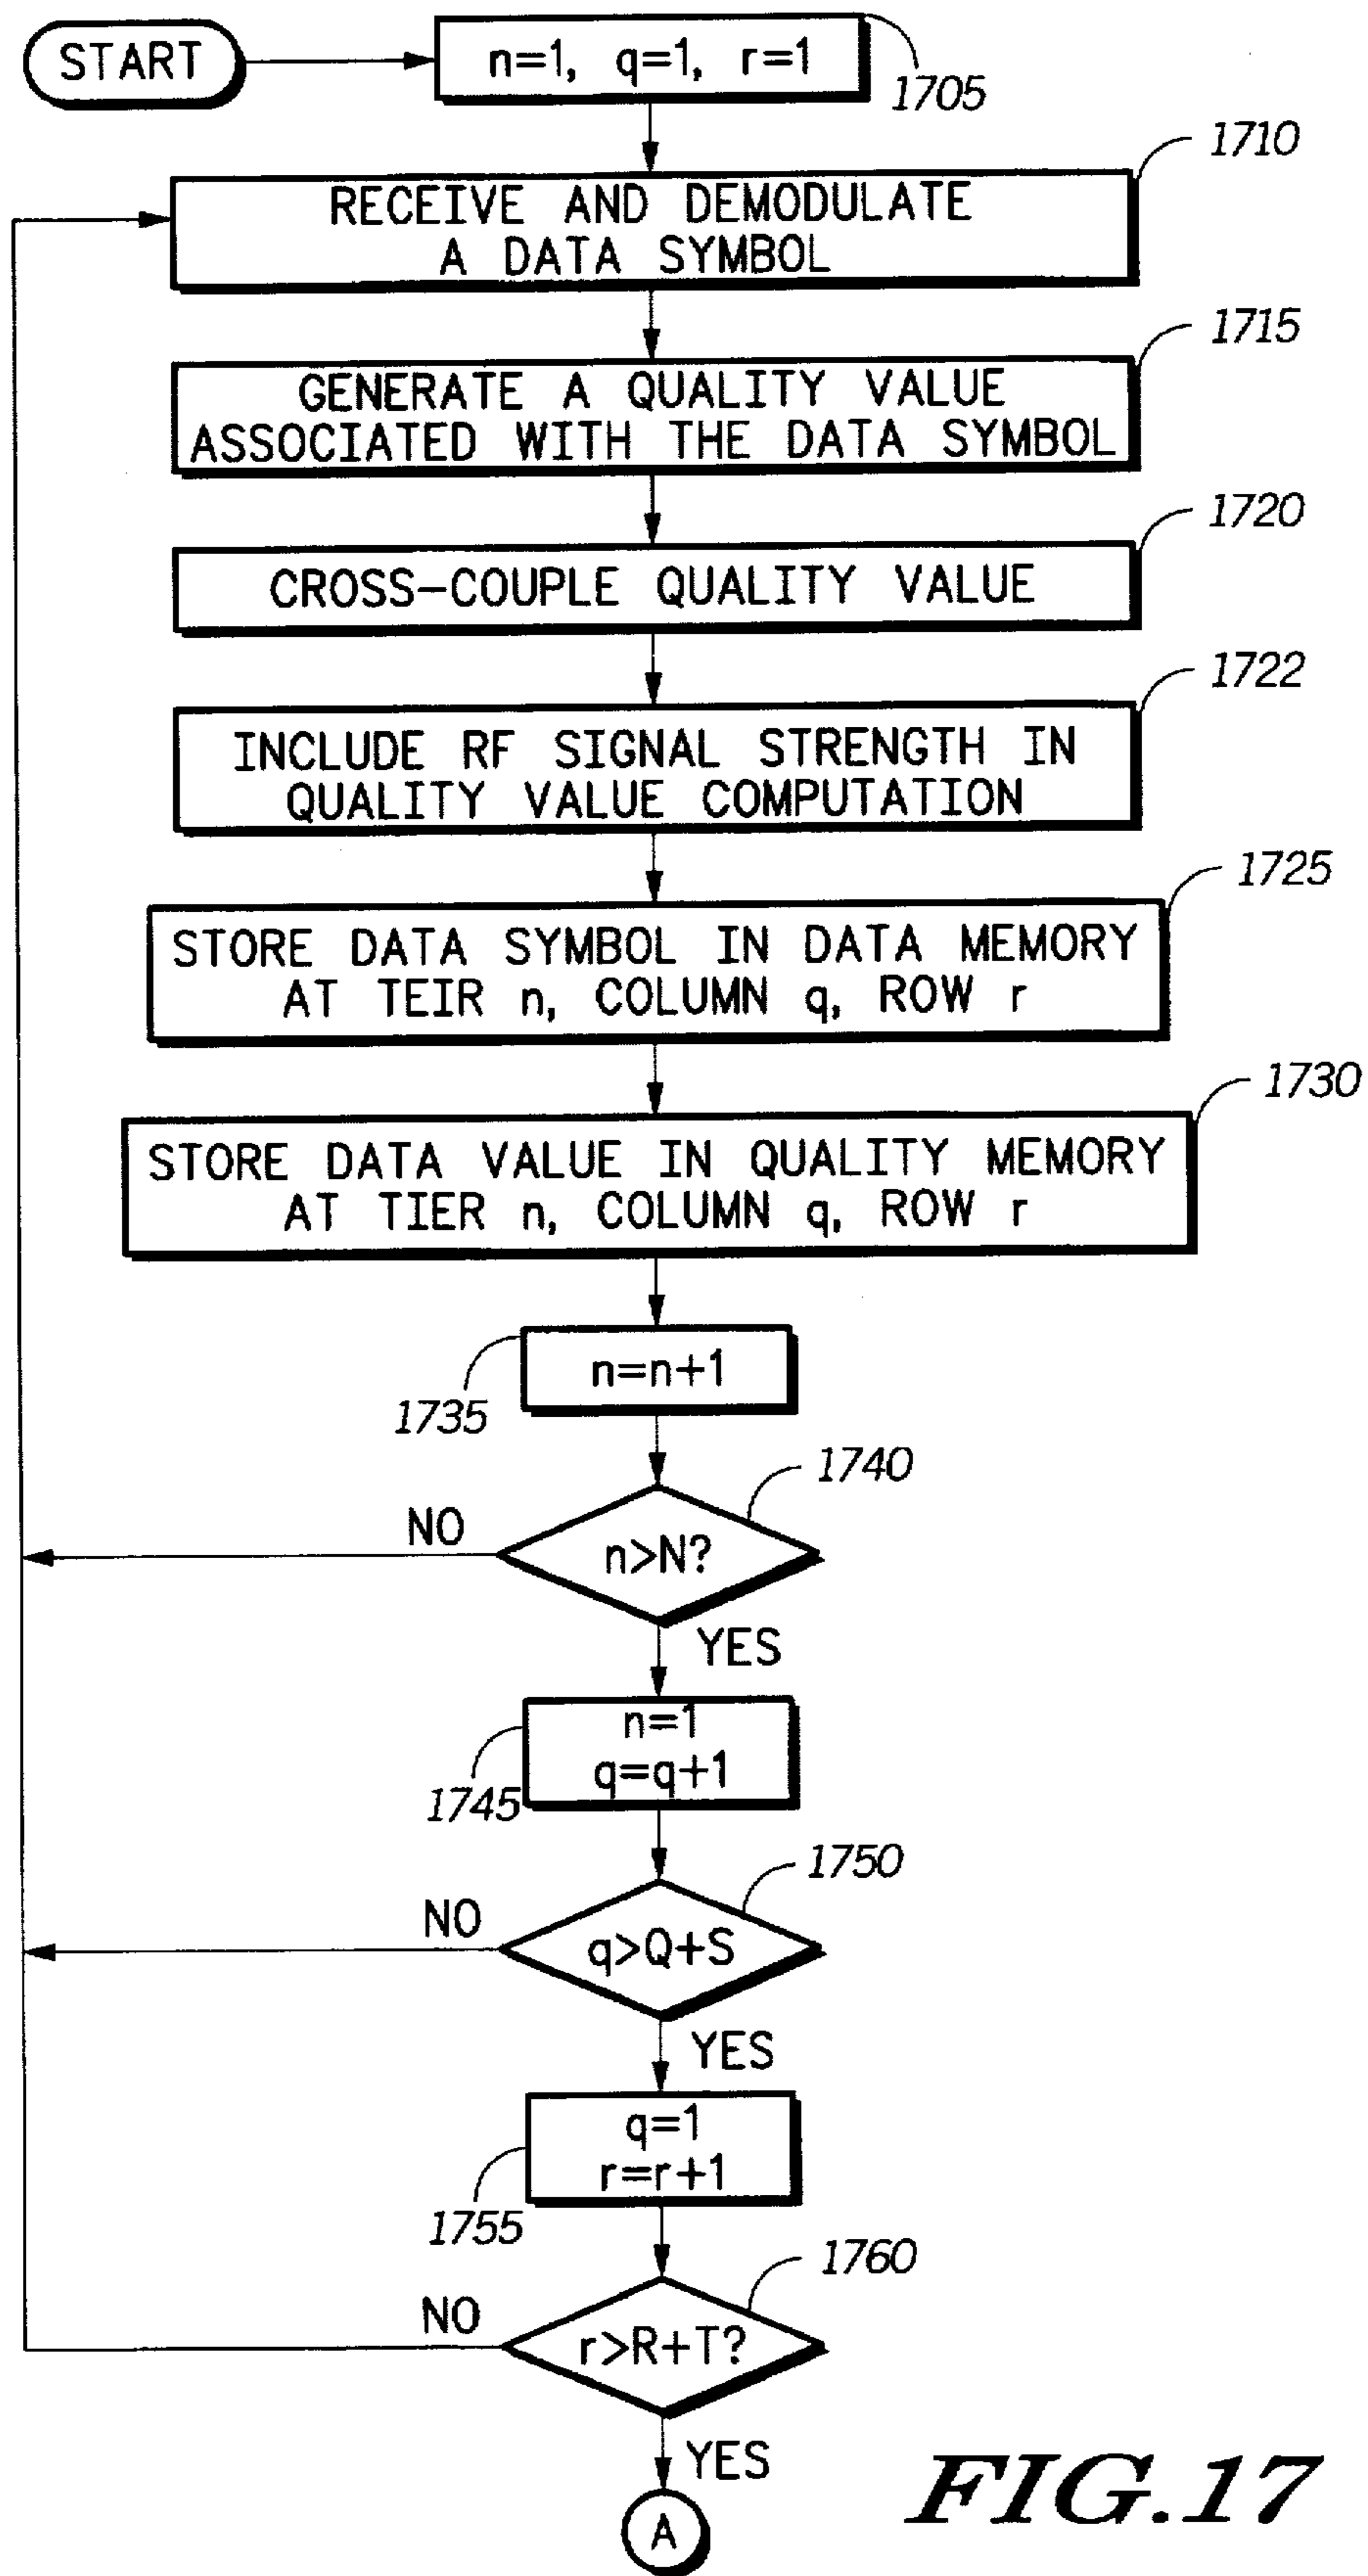 START
n=1, q=1, r=1
1705
1710
RECEIVE AND DEMODULATE
A DATA SYMBOL
1715
GENERATE A QUALITY VALUE
ASSOCIATED WITH THE DATA SYMBOL
1720
CROSS-COUPLE QUALITY VALUE
1722
INCLUDE RF SIGNAL STRENGTH IN
QUALITY VALUE COMPUTATION
1725
STORE DATA SYMBOL IN DATA MEMORY
AT TEIR n, COLUMN q, ROW r
1730
STORE DATA VALUE IN QUALITY MEMORY
AT TIER n, COLUMN q, ROW r
n=n+1
1735
1740
NO
n>N?
YES
n=1
q=q+1
1745
1750
NO
q>Q+S
YES
q=1
r=r+1
1755
1760
NO
r>R+T?
YES
A
FIG.17